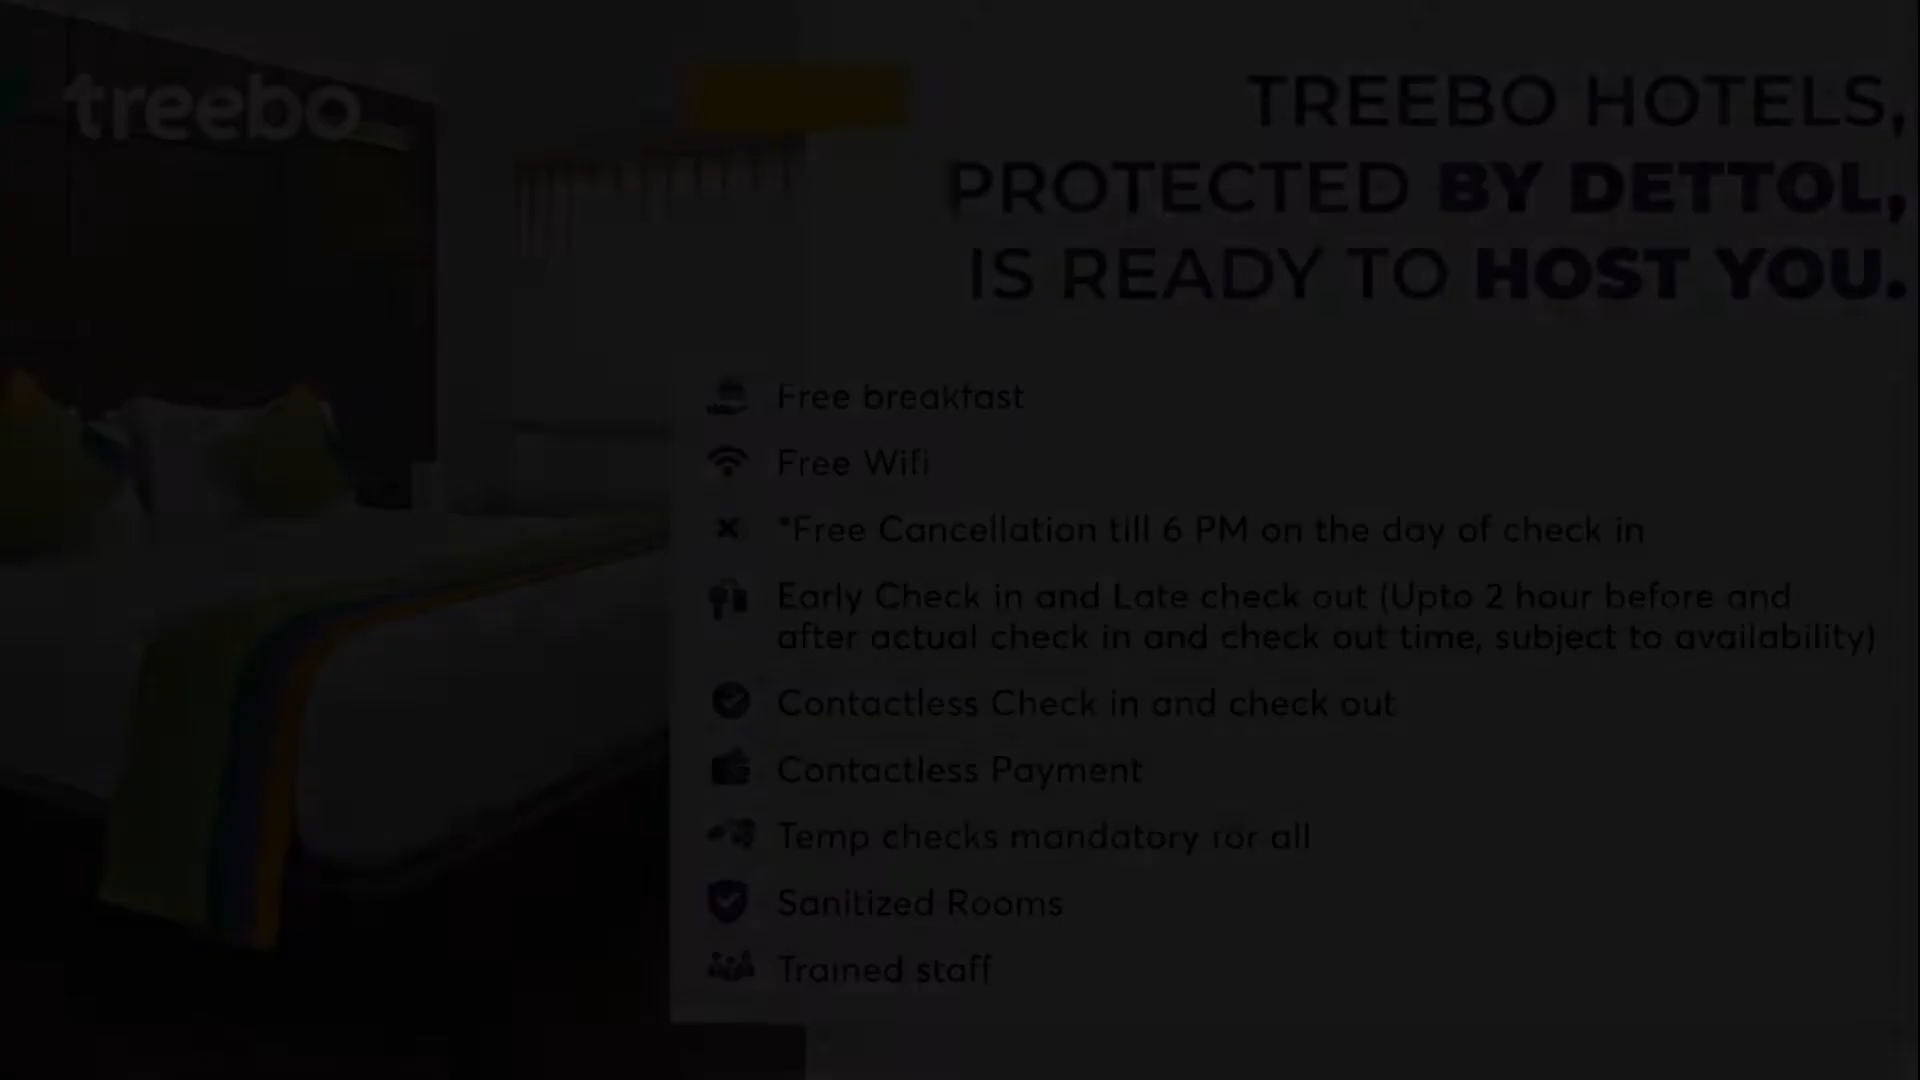 treebo
TREEBO HOTELS,
PROTECTED BY DETTOL,
IS READY TO HOST YOU.
Free breakfast
Free Wifi
*Free Cancellation till 6 PM on the day of check in
Early Check in and Late check out (Upto 2 hour before and
after actual check in and check out time, subject to availability)
Contactless Check in and check out
Contactless Payment
Temp checks mandatory for all
Sanitized Rooms
Trained staff